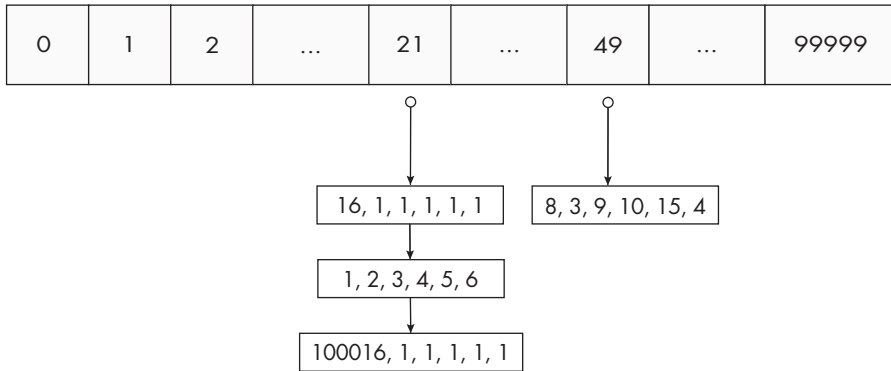 0 1 2 ... 21 ... 49 ... 99999
16, 1, 1, 1, 1, 1 8, 3, 9, 10, 15, 4
1, 2, 3, 4, 5, 6
100016, 1, 1, 1, 1, 1